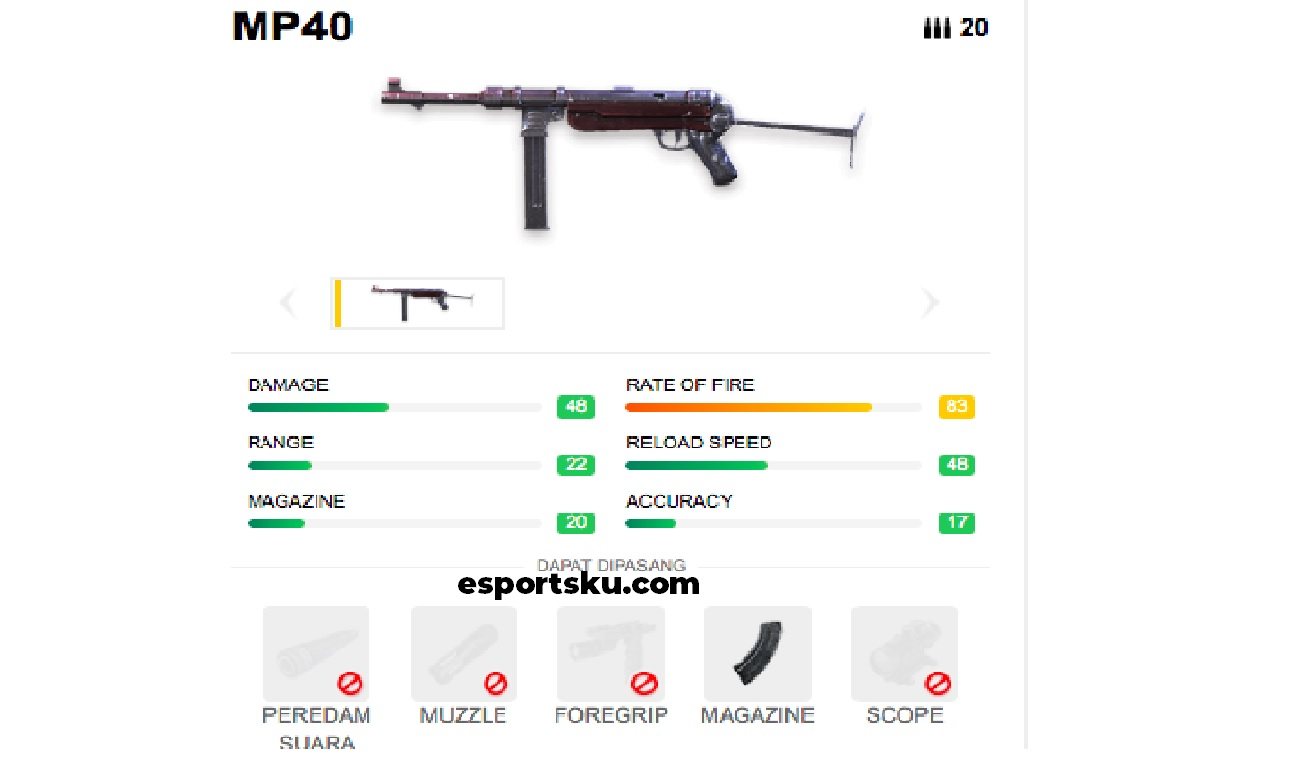 MP40
20
DAMAGE
48
RATE OF FIRE
83
RANGE
22
RELOAD SPEED
48
MAGAZINE
20
ACCURACY
17
DAPAT DIPASANG
esportsku.com
PEREDAM
SUARA
MUZZLE
FOREGRIP
MAGAZINE
SCOPE